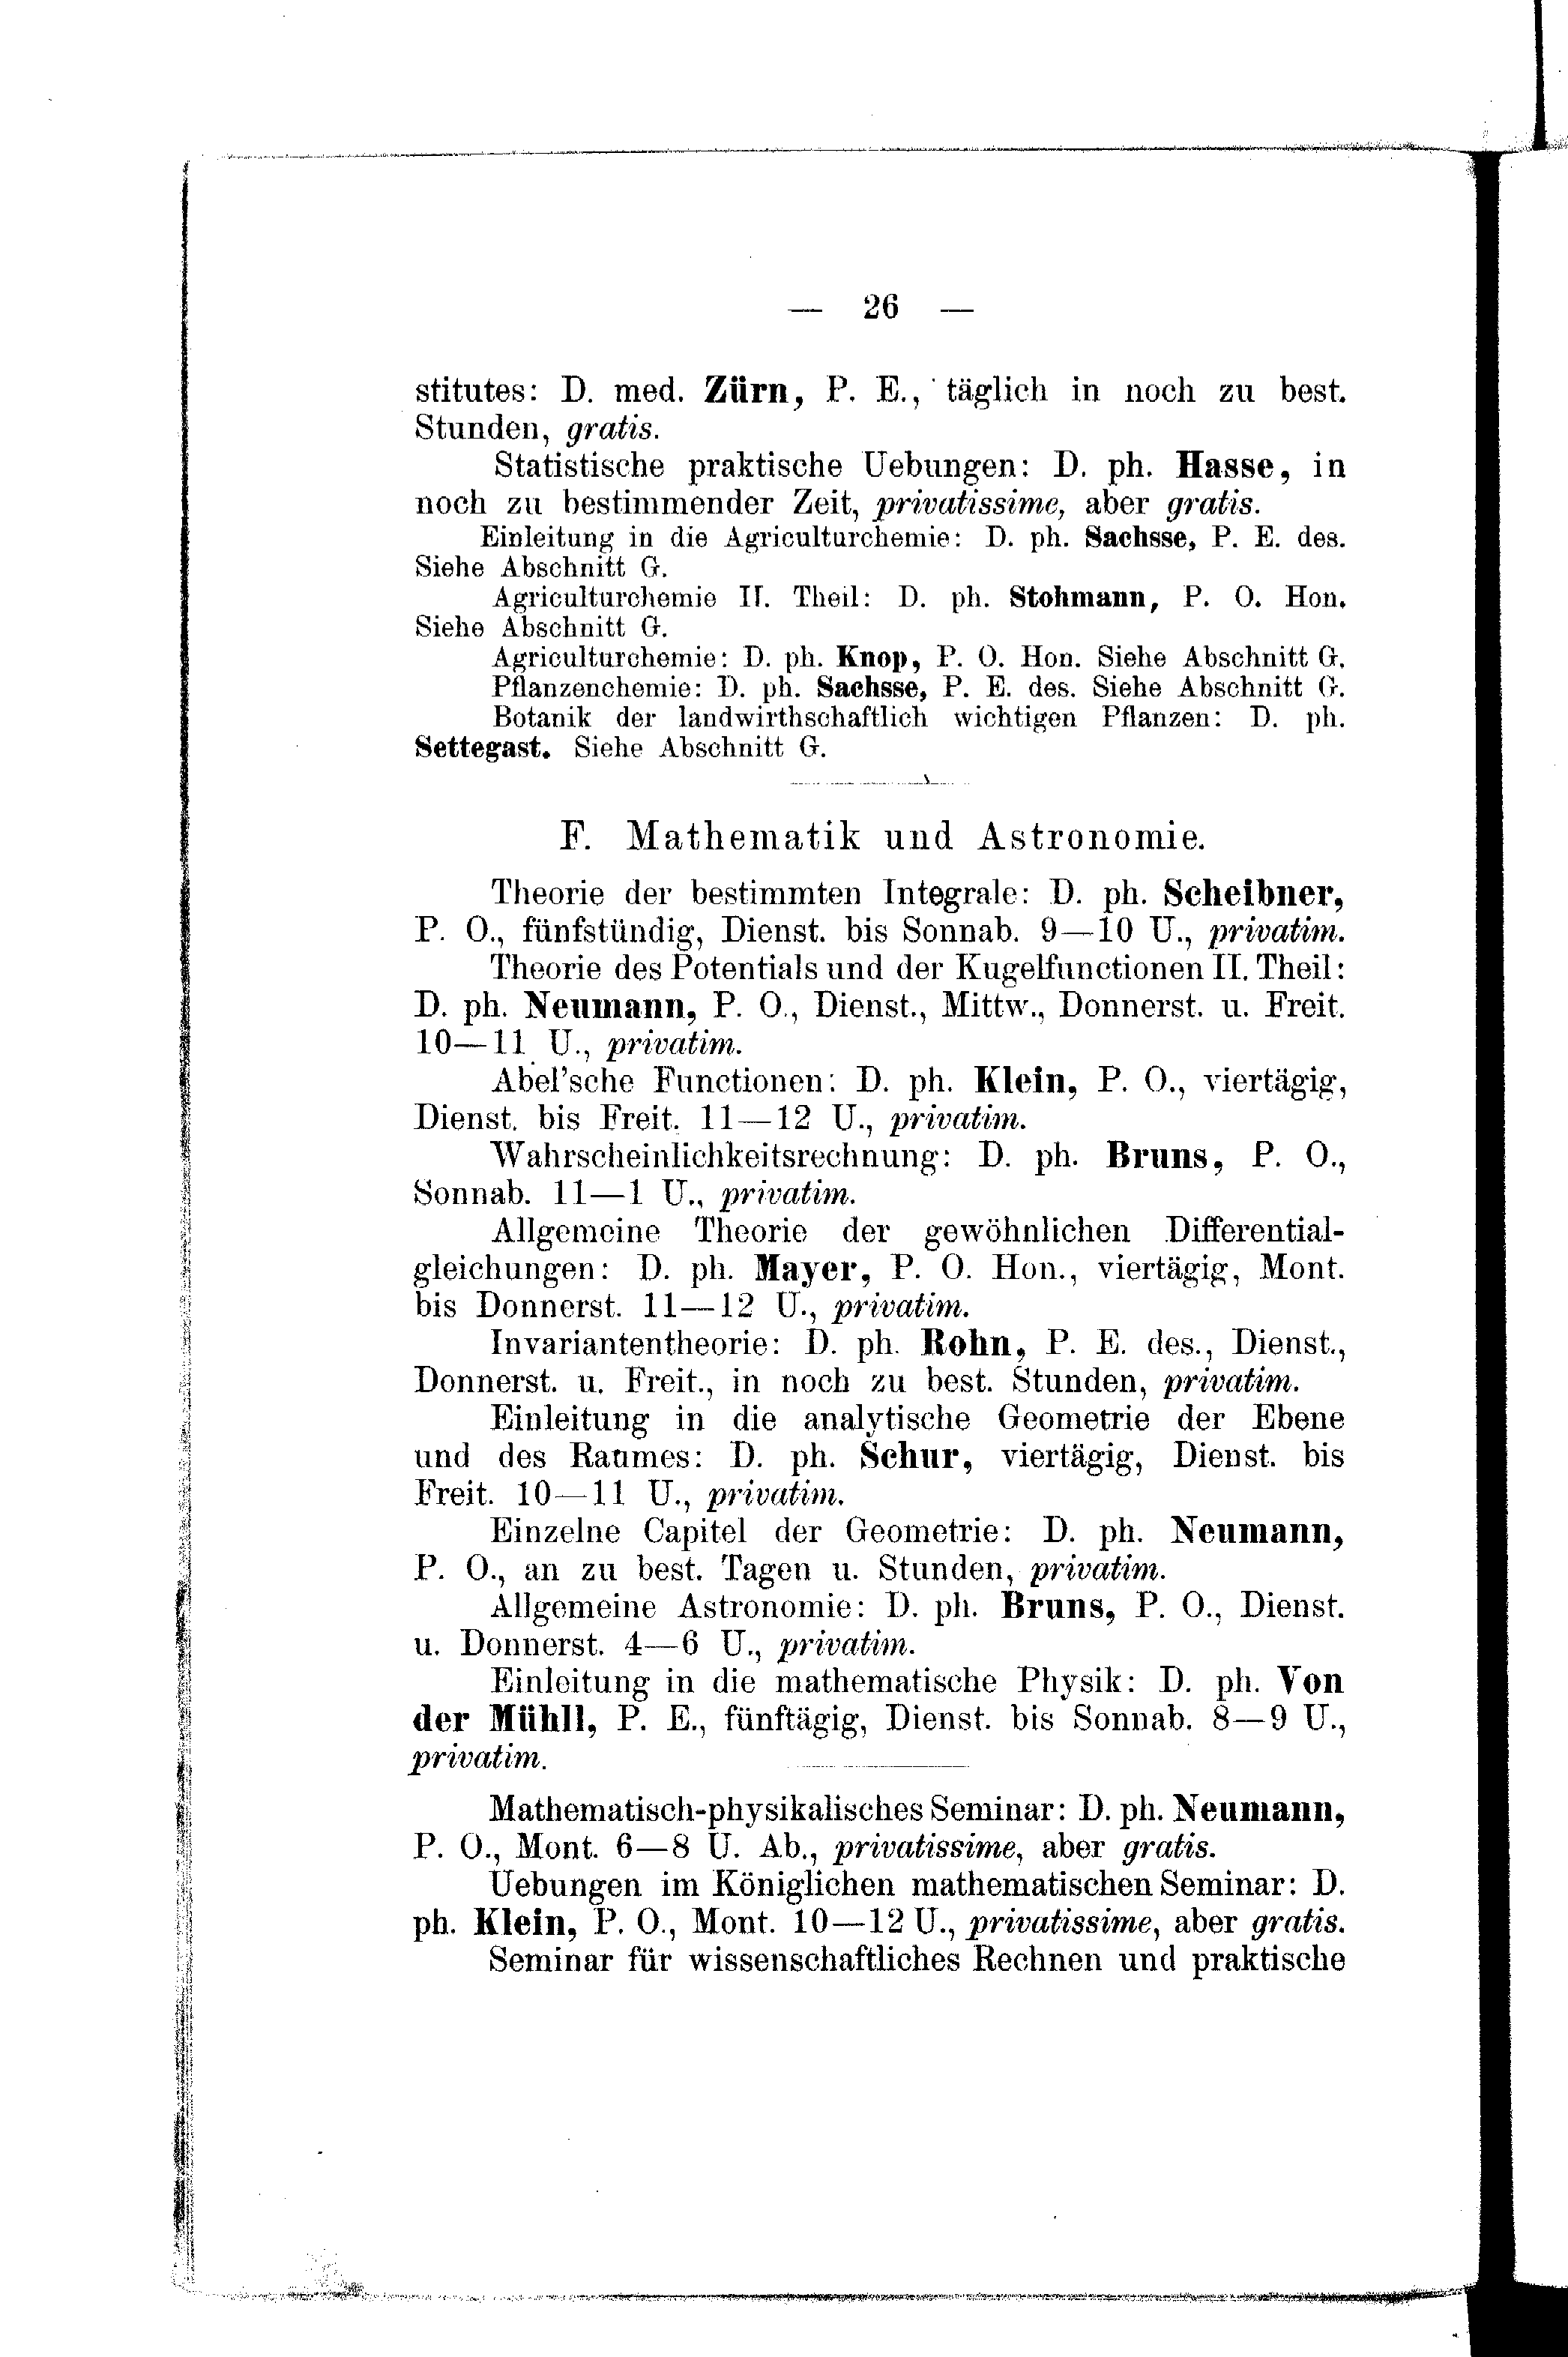 — 26 —
stitutes: D. med. Zürn, P. E., täglich in noch zu best.
Stunden, gratis.
Statistische praktische Uebungen: D. ph. Hasse, in
noch zu bestimmender Zeit, privatissime, aber gratis.
Einleitung in die Agriculturchemie: D. ph. Sachsse, P. E. des.
Siehe Abschnitt G.
Agriculturchemie II. Theil: D. ph. Stohmann, P. O. Hon.
Siehe Abschnitt G.
Agriculturchemie: D. ph. Knop, P. O. Hon. Siehe Abschnitt G.
Pflanzenchemie: D. ph. Sachsse, P. E. des. Siehe Abschnitt G.
Botanik der landwirthschaftlich wichtigen Pflanzen: D. ph.
Settegast. Siehe Abschnitt G.
F. Mathematik und Astronomie.
Theorie der bestimmten Integrale: D. ph. Scheibner,
P. O., fünfstündig, Dienst. bis Sonnab. 9—10 U., privatim.
Theorie des Potentials und der Kugelfunctionen II. Theil:
D. ph. Neumann, P. O., Dienst., Mittw., Donnerst. u. Freit.
10—11 U., privatim.
Abel'sche Functionen: D. ph. Klein, P. O., viertägig,
Dienst. bis Freit. 11—12 U., privatim.
Wahrscheinlichkeitsrechnung: D. ph. Bruns, P. O.,
Sonnab. 11—1 U., privatim.
Allgemeine Theorie der gewöhnlichen Differential-
gleichungen: D. ph. Mayer, P. O. Hon., viertägig, Mont.
bis Donnerst. 11—12 U., privatim.
Invariantentheorie: D. ph. Rohn, P. E. des., Dienst.,
Donnerst. u. Freit., in noch zu best. Stunden, privatim.
Einleitung in die analytische Geometrie der Ebene
und des Raumes: D. ph. Schur, viertägig, Dienst. bis
Freit. 10—11 U., privatim.
Einzelne Capitel der Geometrie: D. ph. Neumann,
P. O., an zu best. Tagen u. Stunden, privatim.
Allgemeine Astronomie: D. ph. Bruns, P. O., Dienst.
u. Donnerst. 4—6 U., privatim.
Einleitung in die mathematische Physik: D. ph. Von
der Mühll, P. E., fünftägig, Dienst. bis Sonnab. 8—9 U.,
privatim.
Mathematisch-physikalisches Seminar: D. ph. Neumann,
P. O., Mont. 6—8 U. Ab., privatissime, aber gratis.
Uebungen im Königlichen mathematischen Seminar: D.
ph. Klein, P. O., Mont. 10—12 U., privatissime, aber gratis.
Seminar für wissenschaftliches Rechnen und praktische